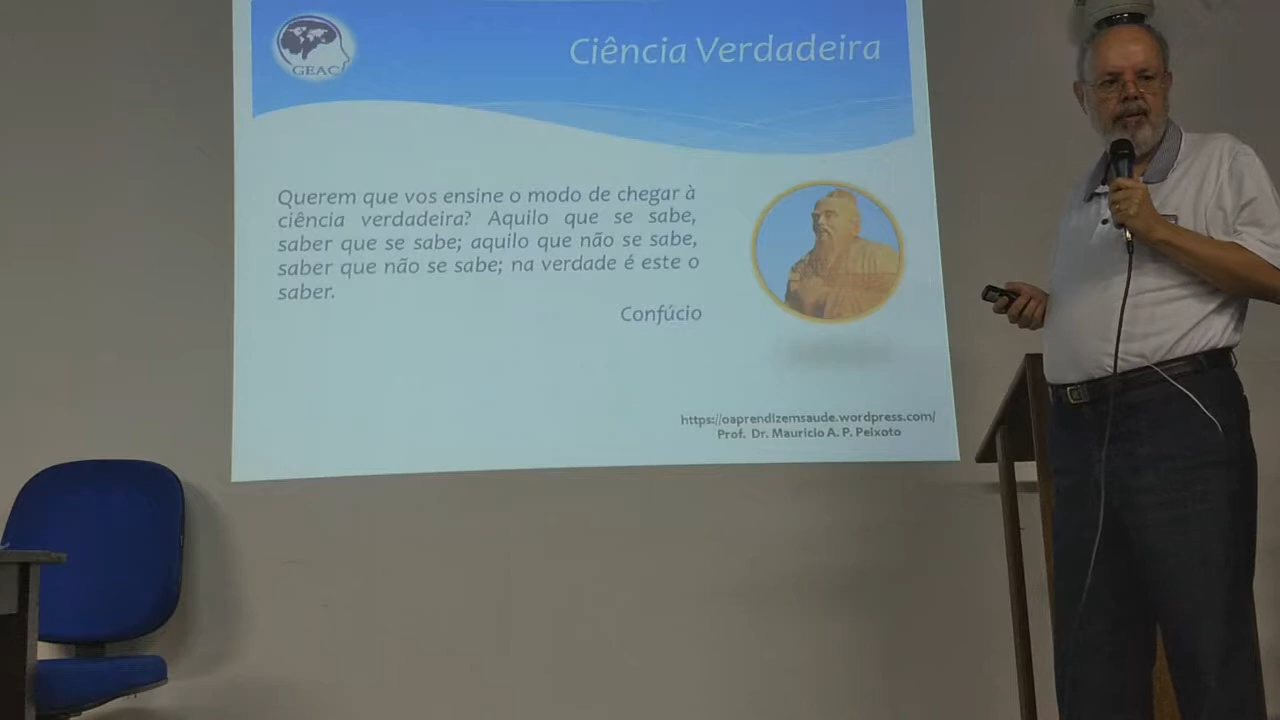 GEAC
Ciência Verdadeira
Querem que vos ensine o modo de chegar à
ciência verdadeira? Aquilo que se sabe,
saber que se sabe; aquilo que não se sabe,
saber que não se sabe; na verdade é este o
saber.
Confúcio
https://oaprendizemsaude.wordpress.com/
Prof. Dr. Mauricio A. P. Peixoto